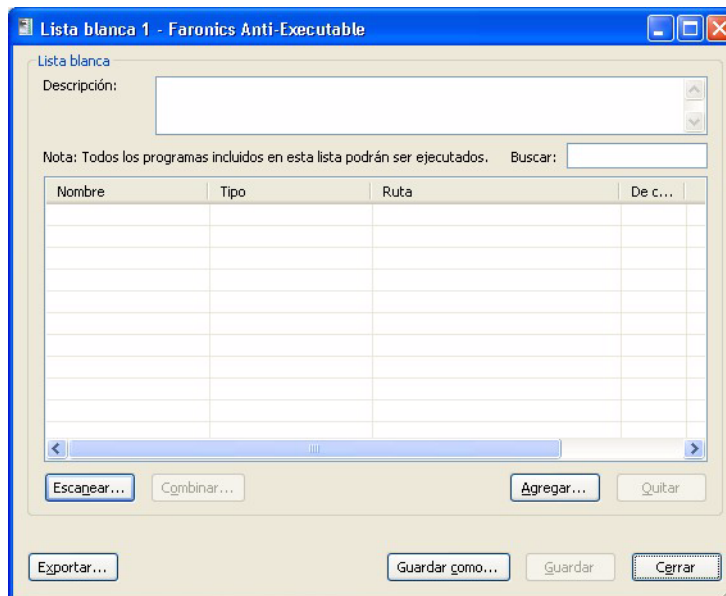 Lista blanca 1 - Faronics Anti-Executable
Lista blanca
Descripción:
Nota: Todos los programas incluidos en esta lista podrán ser ejecutados. Buscar:
Nombre Tipo Ruta De c...
Escanear... Combinar... Agregar... Quitar
Exportar... Guardar como... Guardar Cerrar